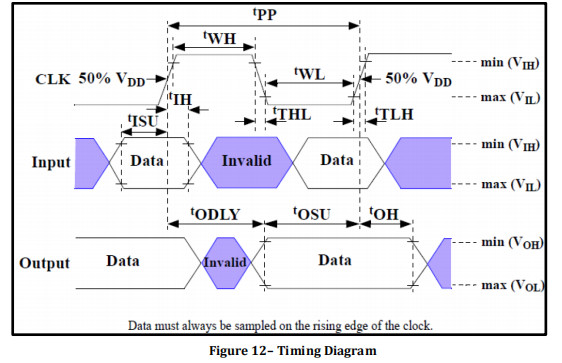 tPP
tWH
min (VIH)
CLK 50% VDD
tWL
50% VDD
tIH
max (VIL)
tISU
tTHL
tTLH
min (VIH)
Input
Data
Invalid
Data
max (VIL)
tODLY
tOSU
tOH
min (VOH)
Output
Data
Invalid
Data
max (VOL)
Data must always be sampled on the rising edge of the clock.
Figure 12– Timing Diagram